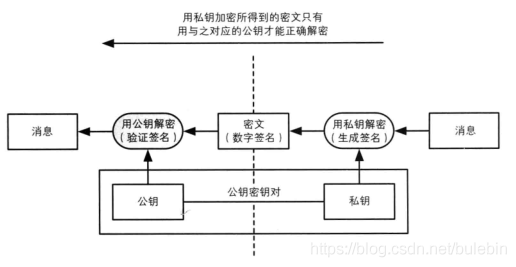 用私钥加密所得到的密文只有
用与之对应的公钥才能正确解密
消息
用公钥解密
(验证签名)
密文
(数字签名)
用私钥解密
(生成签名)
消息
公钥
公钥密钥对
私钥
https://blog.csdn.net/bulebin